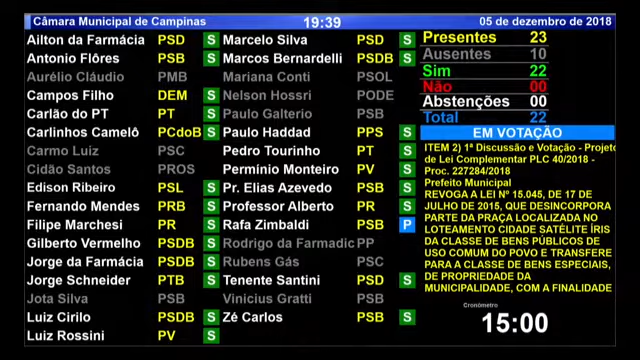 Câmara Municipal de Campinas 19:39 05 de dezembro de 2018
Ailton da Farmácia PSD S Marcelo Silva PSD S
Antonio Flôres PSB S Marcos Bernardelli PSDB S
Aurélio Cláudio PMB Mariana Conti PSOL
Campos Filho DEM S Nelson Hossri PODE
Carlão do PT PT S Paulo Galterio PSB
Carlinhos Camelô PCdoB S Paulo Haddad PPS S
Carmo Luíz PSC Pedro Tourinho PT S
Cidão Santos PROS Permínio Monteiro PV S
Edison Ribeiro PSL S Pr. Elias Azevedo PSB S
Fernando Mendes PRB S Professor Alberto PR S
Filipe Marchesi PR S Rafa Zimbaldi PSB P
Gilberto Vermelho PSDB S Rodrigo da Farmadic PP
Jorge da Farmácia PSDB S Rubens Gás PSC
Jorge Schneider PTB S Tenente Santini PSD S
Jota Silva PSB Vinicius Gratti PSB
Luiz Cirilo PSDB S Zé Carlos PSB S
Luiz Rossini PV S
Presentes 23
Ausentes 10
Sim 22
Não 00
Abstenções 00
Total 22
EM VOTAÇÃO
ITEM 2) 1ª Discussão e Votação - Projeto
de Lei Complementar PLC 40/2018 -
Proc. 227284/2018
Prefeito Municipal
REVOGA A LEI Nº 15.045, DE 17 DE
JULHO DE 2015, QUE DESINCORPORA
PARTE DA PRAÇA LOCALIZADA NO
LOTEAMENTO CIDADE SATÉLITE ÍRIS
DA CLASSE DE BENS PÚBLICOS DE
USO COMUM DO POVO E TRANSFERE
PARA A CLASSE DE BENS ESPECIAIS,
DE PROPRIEDADE DA
MUNICIPALIDADE, COM A FINALIDADE
Cronômetro
15:00